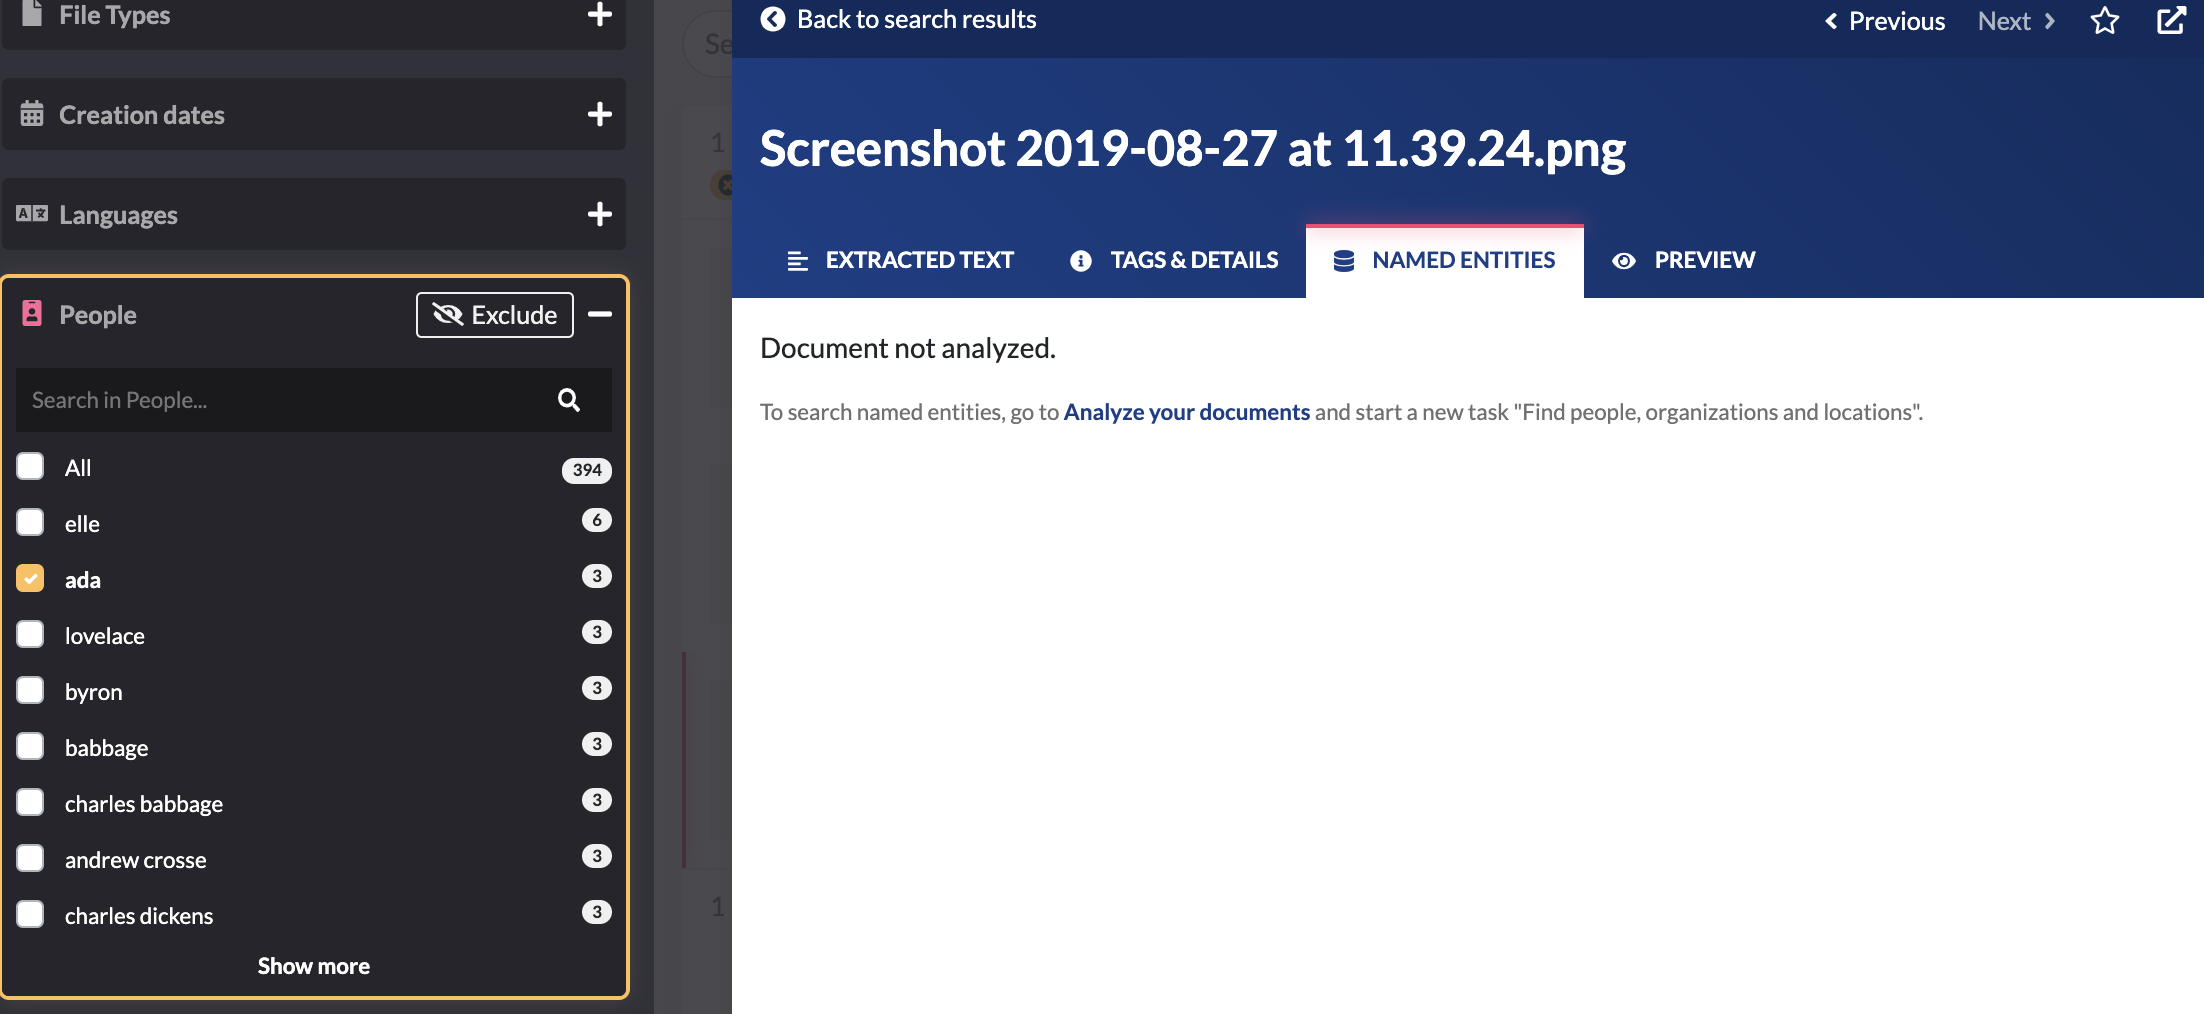 File Types
Creation dates
Languages
People
Exclude
Search in People...
All 394
elle 6
ada 3
lovelace 3
byron 3
babbage 3
charles babbage 3
andrew crosse 3
charles dickens 3
Show more
Se
1
1
Back to search results
Previous
Next
Screenshot 2019-08-27 at 11.39.24.png
EXTRACTED TEXT
TAGS & DETAILS
NAMED ENTITIES
PREVIEW
Document not analyzed.
To search named entities, go to Analyze your documents and start a new task "Find people, organizations and locations".